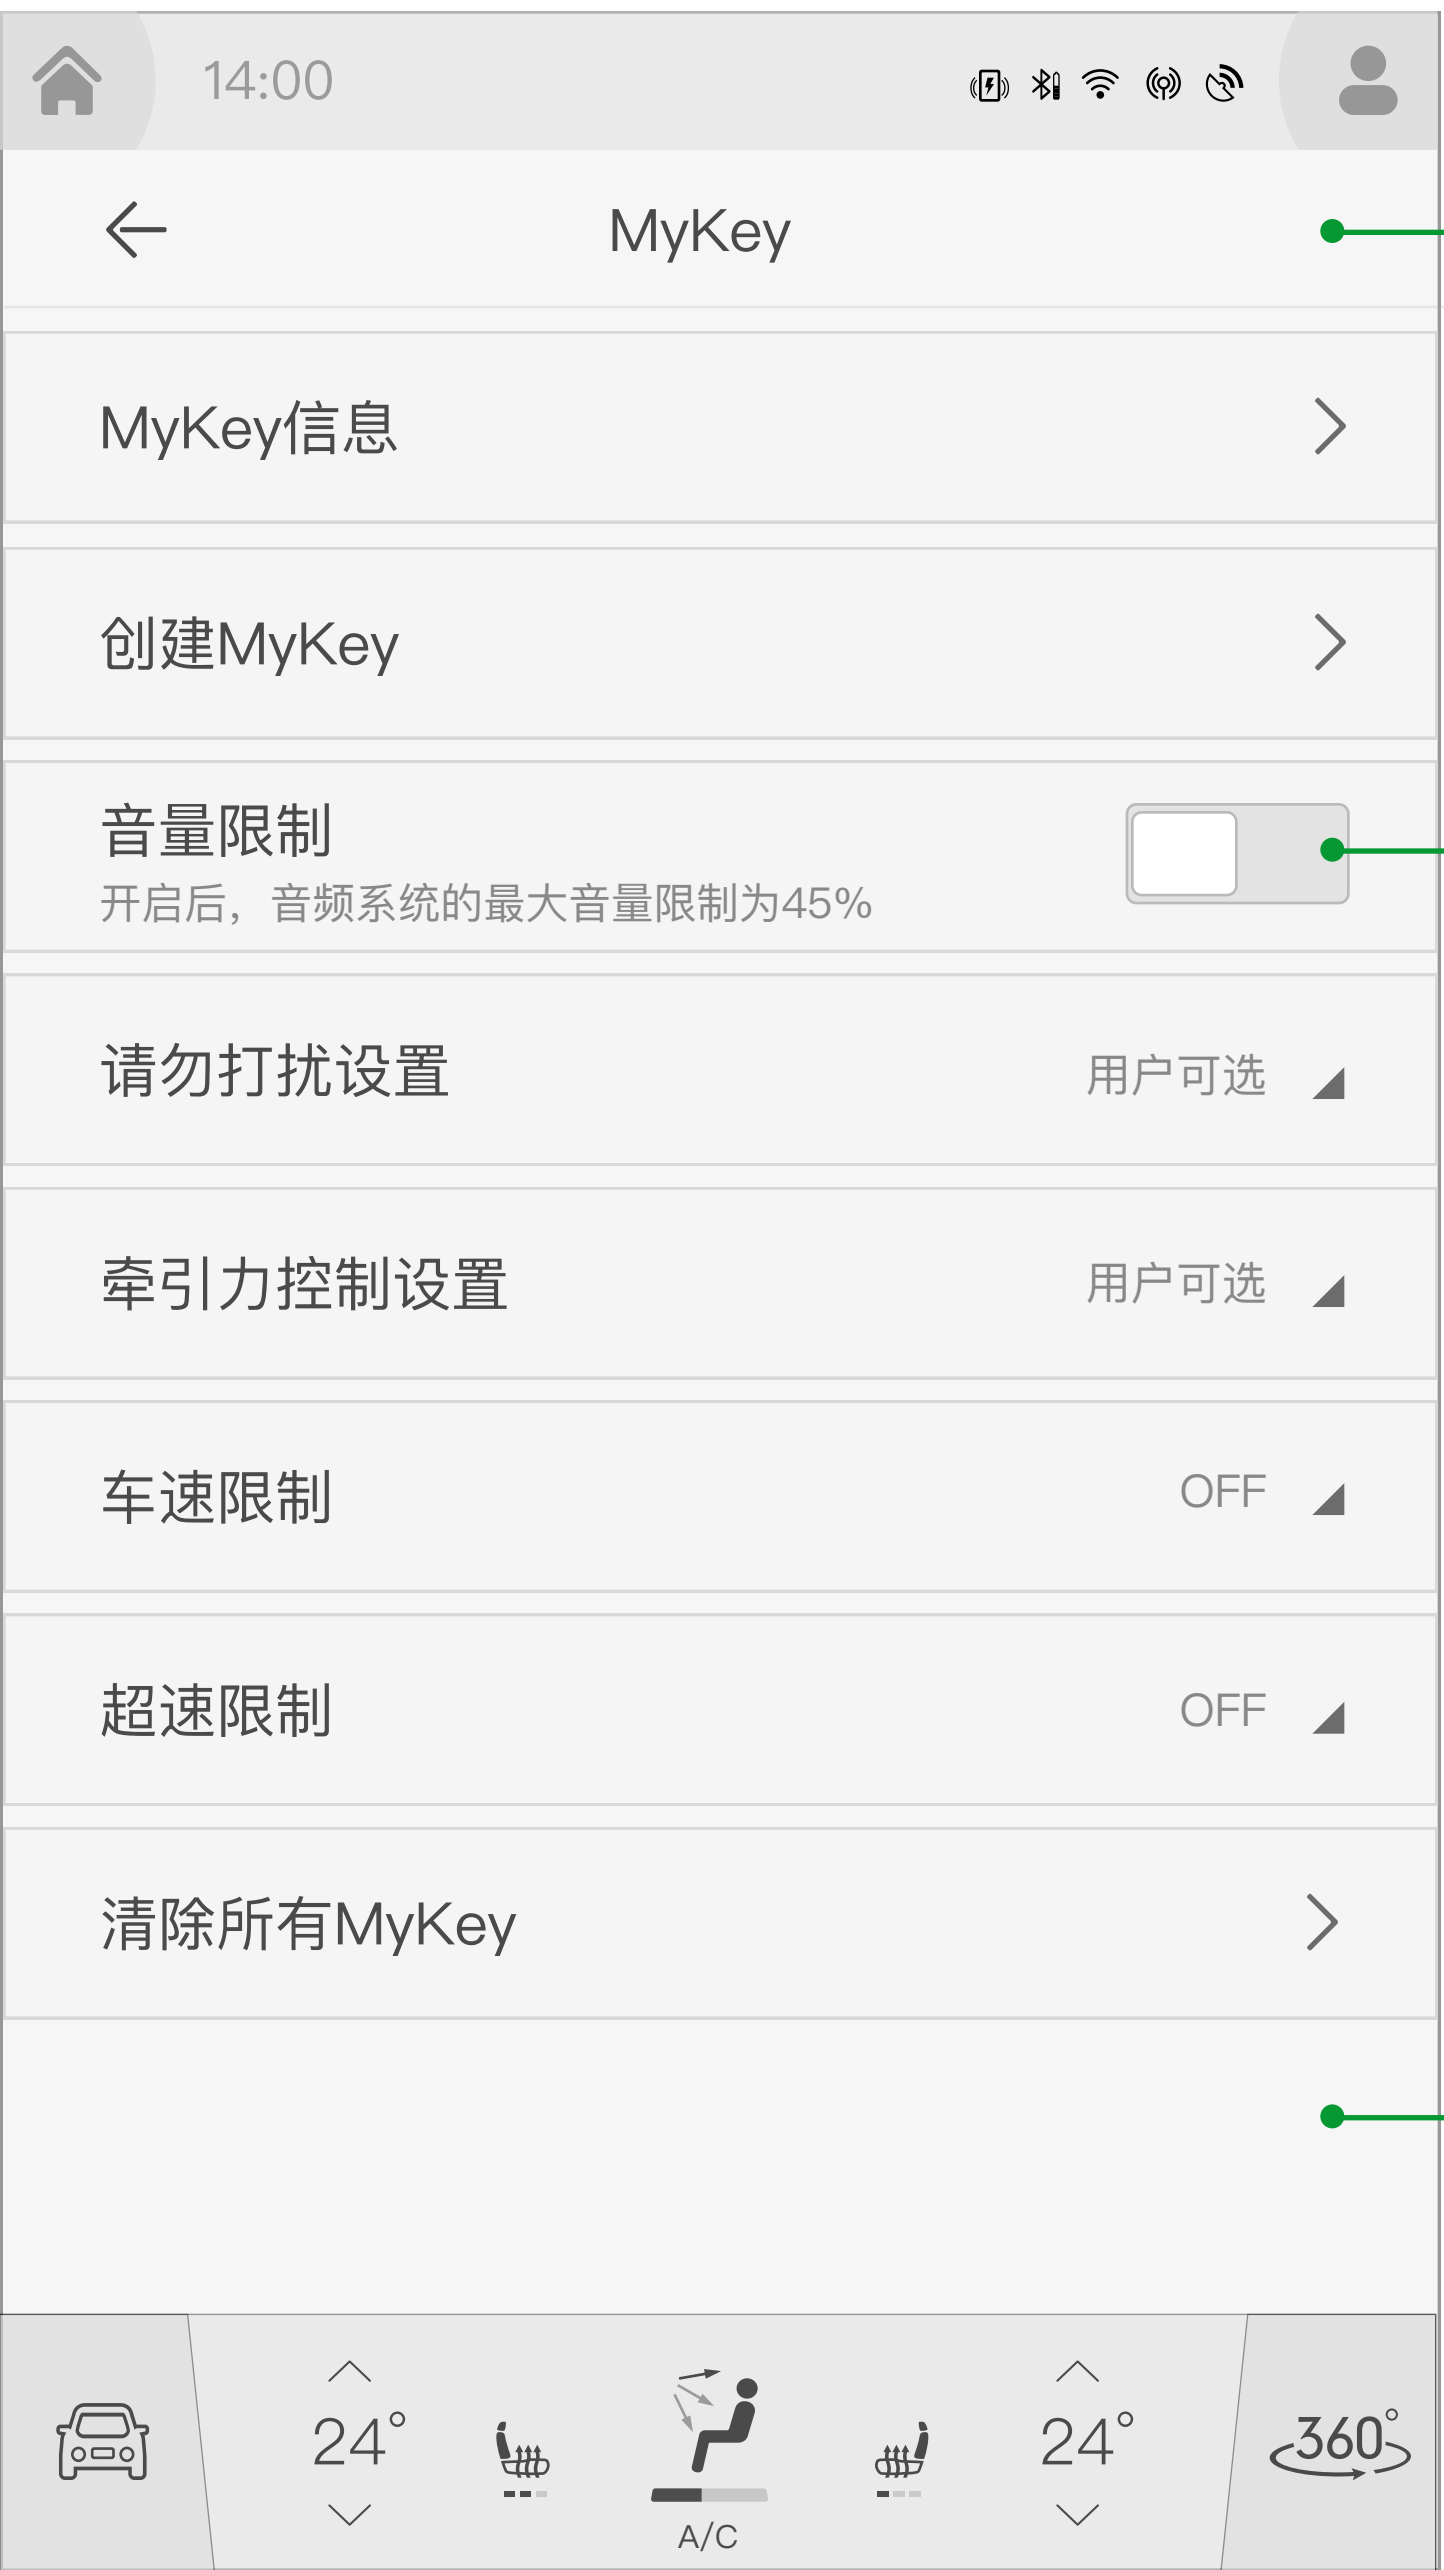 14:00
MyKey
MyKey信息
创建MyKey
音量限制
开启后，音频系统的最大音量限制为45%
请勿打扰设置 用户可选
牵引力控制设置 用户可选
车速限制 OFF
超速限制 OFF
清除所有MyKey
24° 24° 360°
A/C